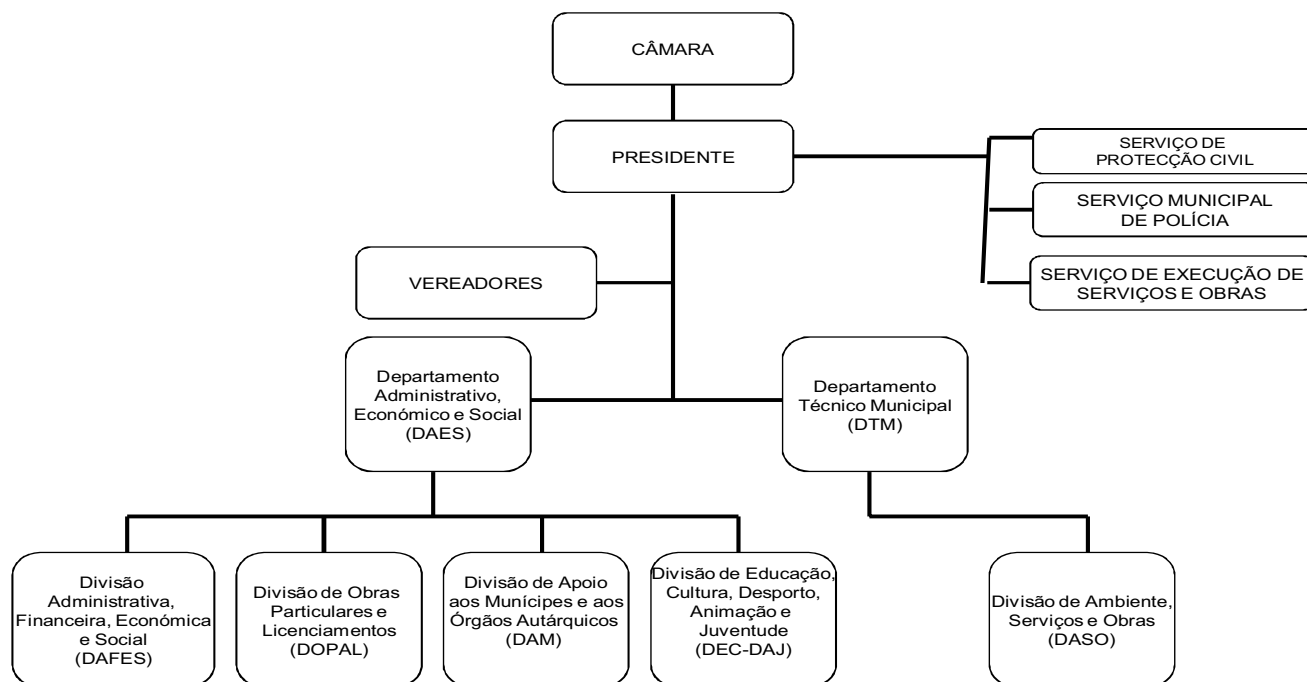 CÂMARA
PRESIDENTE
SERVIÇO DE
PROTECÇÃO CIVIL
SERVIÇO MUNICIPAL
DE POLÍCIA
SERVIÇO DE EXECUÇÃO DE
SERVIÇOS E OBRAS
VEREADORES
Departamento
Administrativo,
Económico e Social
(DAES)
Departamento
Técnico Municipal
(DTM)
Divisão
Administrativa,
Financeira, Económica
e Social
(DAFES)
Divisão de Obras
Particulares e
Licenciamentos
(DOPAL)
Divisão de Apoio
aos Munícipes e aos
Órgãos Autárquicos
(DAM)
Divisão de Educação,
Cultura, Desporto,
Animação e
Juventude
(DEC-DAJ)
Divisão de Ambiente,
Serviços e Obras
(DASO)